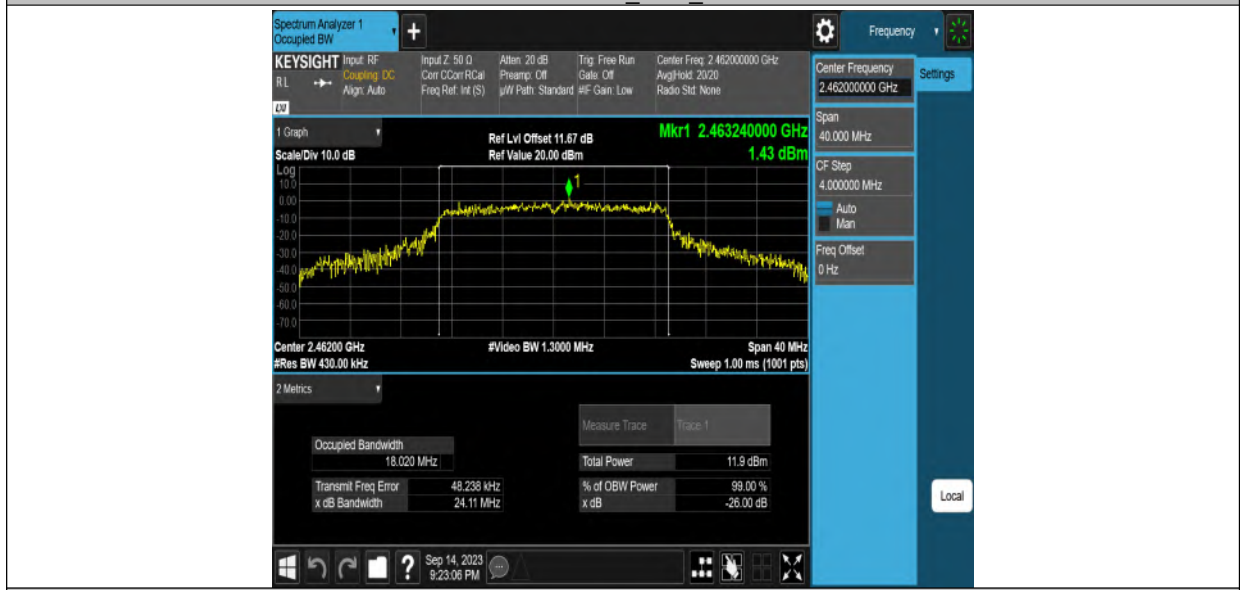 Spectrum Analyzer 1
Occupied BW
+
Frequency
KEYSIGHT
R L
LXI
Input: RF
Coupling: DC
Align: Auto
Input Z: 50 Ω
Corr CCorr RCal
Freq Ref: Int (S)
Atten: 20 dB
Preamp: Off
µW Path: Standard
Trig: Free Run
Gate: Off
#IF Gain: Low
Center Freq: 2.462000000 GHz
Avg|Hold: 20/20
Radio Std: None
Center Frequency
2.462000000 GHz
Settings
Span
40.000 MHz
CF Step
4.000000 MHz
Auto
Man
Freq Offset
0 Hz
Local
1 Graph
Scale/Div 10.0 dB
Ref Lvl Offset 11.67 dB
Ref Value 20.00 dBm
Mkr1 2.463240000 GHz
1.43 dBm
Log
10.0
0.00
-10.0
-20.0
-30.0
-40.0
-50.0
-60.0
-70.0
1
Center 2.46200 GHz
#Res BW 430.00 kHz
#Video BW 1.3000 MHz
Span 40 MHz
Sweep 1.00 ms (1001 pts)
2 Metrics
Measure Trace Trace 1
Occupied Bandwidth
18.020 MHz
Total Power 11.9 dBm
Transmit Freq Error 48.238 kHz
% of OBW Power 99.00 %
x dB Bandwidth 24.11 MHz
x dB -26.00 dB
?
Sep 14, 2023
9:23:06 PM